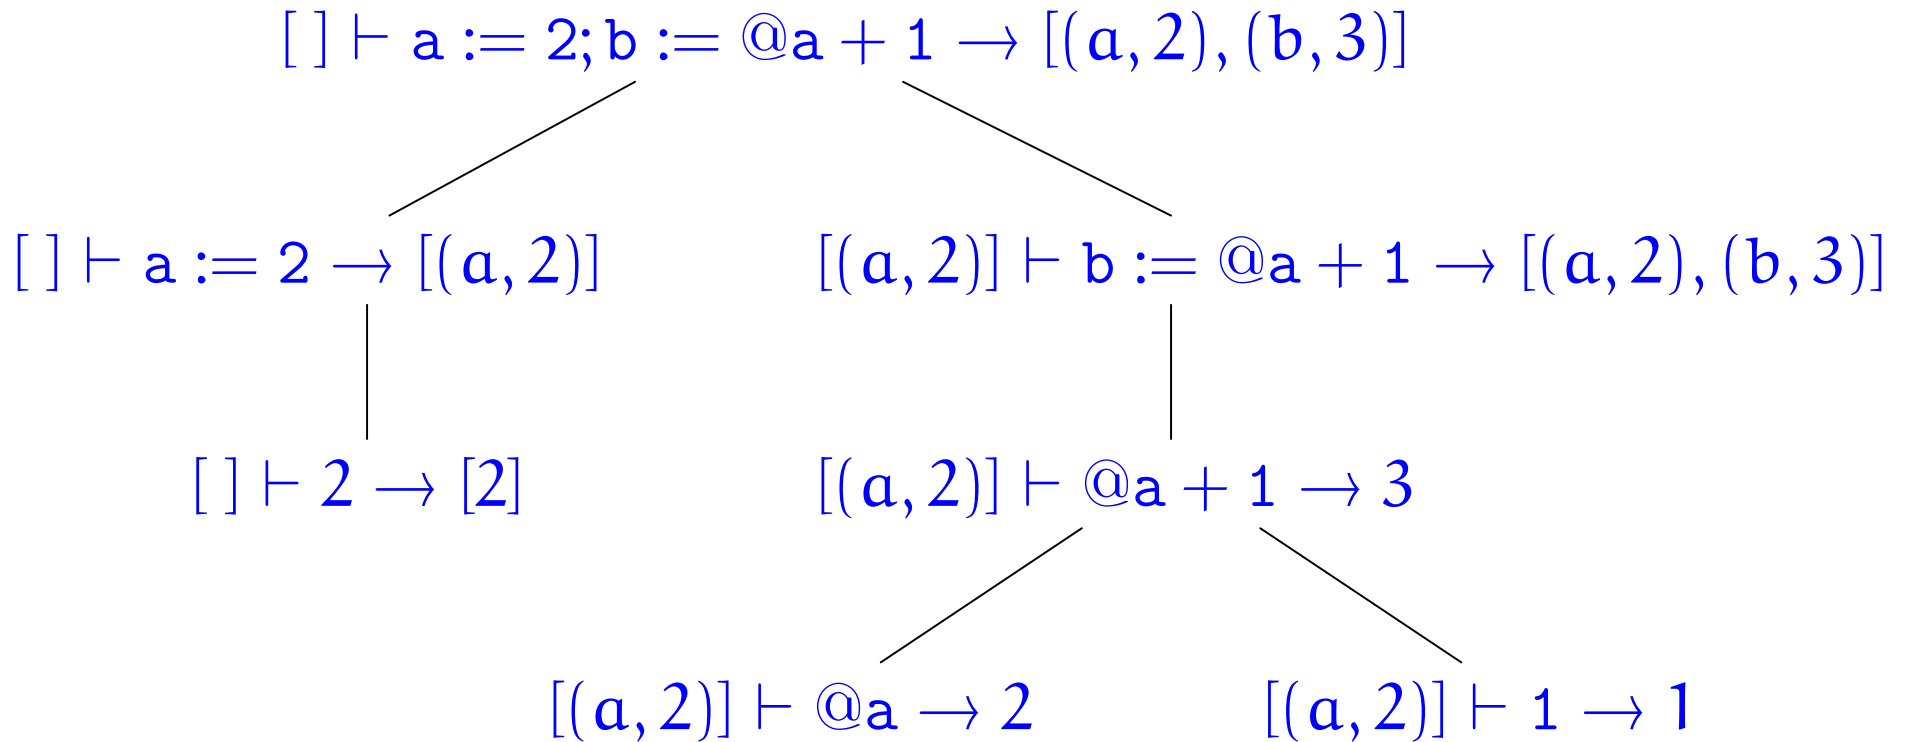 [ ] ⊢ a := 2; b := @a + 1 → [(a, 2), (b, 3)]
[ ] ⊢ a := 2 → [(a, 2)] [(a, 2)] ⊢ b := @a + 1 → [(a, 2), (b, 3)]
[ ] ⊢ 2 → [2] [(a, 2)] ⊢ @a + 1 → 3
[(a, 2)] ⊢ @a → 2 [(a, 2)] ⊢ 1 → 1